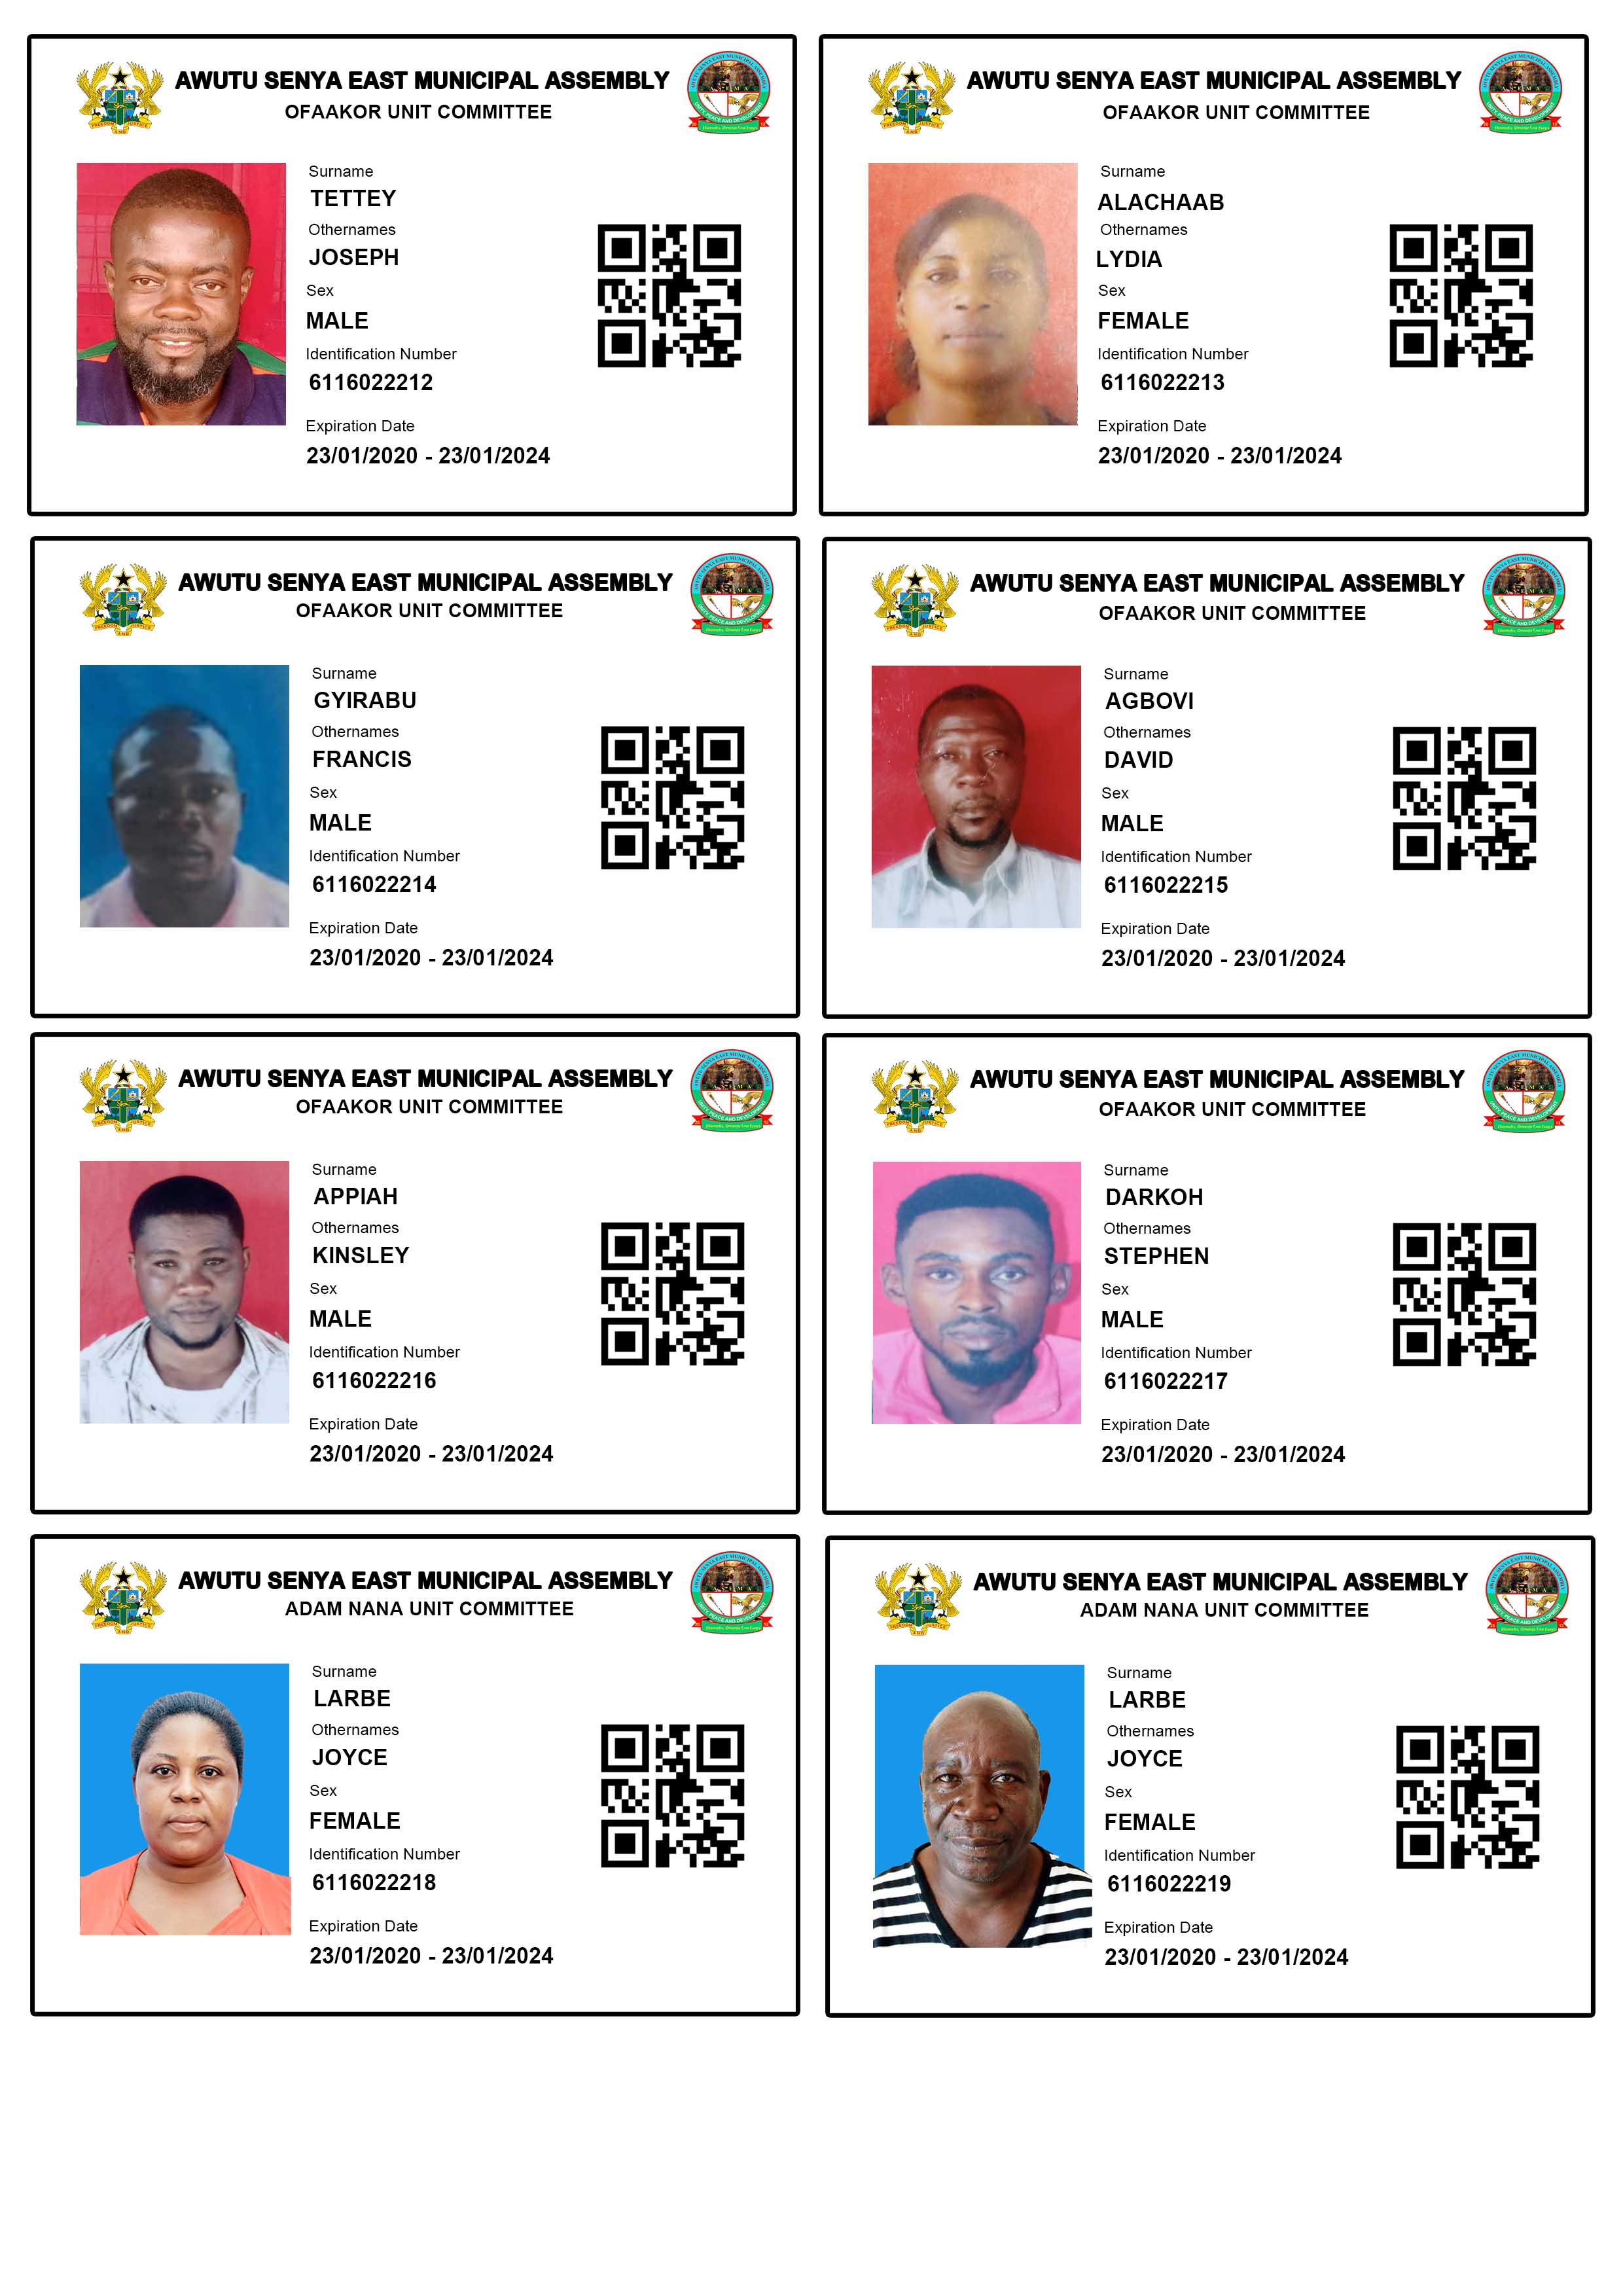 AWUTU SENYA EAST MUNICIPAL ASSEMBLY
OFAAKOR UNIT COMMITTEE
Surname
TETTEY
Othernames
JOSEPH
Sex
MALE
Identification Number
6116022212
Expiration Date
23/01/2020 - 23/01/2024
AWUTU SENYA EAST MUNICIPAL ASSEMBLY
OFAAKOR UNIT COMMITTEE
Surname
ALACHAAB
Othernames
LYDIA
Sex
FEMALE
Identification Number
6116022213
Expiration Date
23/01/2020 - 23/01/2024
AWUTU SENYA EAST MUNICIPAL ASSEMBLY
OFAAKOR UNIT COMMITTEE
Surname
GYIRABU
Othernames
FRANCIS
Sex
MALE
Identification Number
6116022214
Expiration Date
23/01/2020 - 23/01/2024
AWUTU SENYA EAST MUNICIPAL ASSEMBLY
OFAAKOR UNIT COMMITTEE
Surname
AGBOVI
Othernames
DAVID
Sex
MALE
Identification Number
6116022215
Expiration Date
23/01/2020 - 23/01/2024
AWUTU SENYA EAST MUNICIPAL ASSEMBLY
OFAAKOR UNIT COMMITTEE
Surname
APPIAH
Othernames
KINSLEY
Sex
MALE
Identification Number
6116022216
Expiration Date
23/01/2020 - 23/01/2024
AWUTU SENYA EAST MUNICIPAL ASSEMBLY
OFAAKOR UNIT COMMITTEE
Surname
DARKOH
Othernames
STEPHEN
Sex
MALE
Identification Number
6116022217
Expiration Date
23/01/2020 - 23/01/2024
AWUTU SENYA EAST MUNICIPAL ASSEMBLY
ADAM NANA UNIT COMMITTEE
Surname
LARBE
Othernames
JOYCE
Sex
FEMALE
Identification Number
6116022218
Expiration Date
23/01/2020 - 23/01/2024
AWUTU SENYA EAST MUNICIPAL ASSEMBLY
ADAM NANA UNIT COMMITTEE
Surname
LARBE
Othernames
JOYCE
Sex
FEMALE
Identification Number
6116022219
Expiration Date
23/01/2020 - 23/01/2024